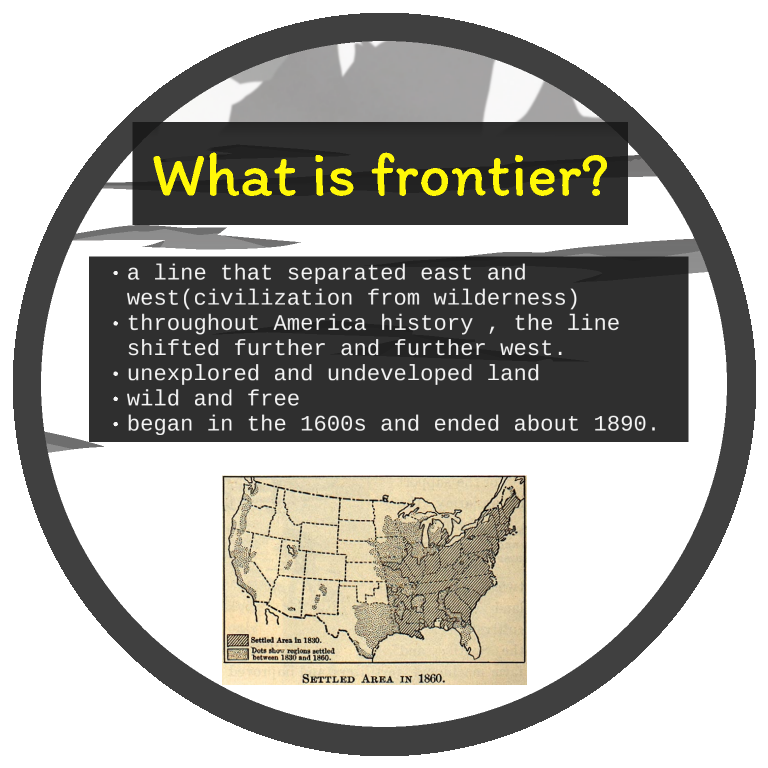 What is frontier?
• a line that separated east and
west(civilization from wilderness)
• throughout America history , the line
shifted further and further west.
• unexplored and undeveloped land
• wild and free
• began in the 1600s and ended about 1890.
Settled Area in 1830.
Dots show regions settled
between 1830 and 1860.
SETTLED AREA IN 1860.